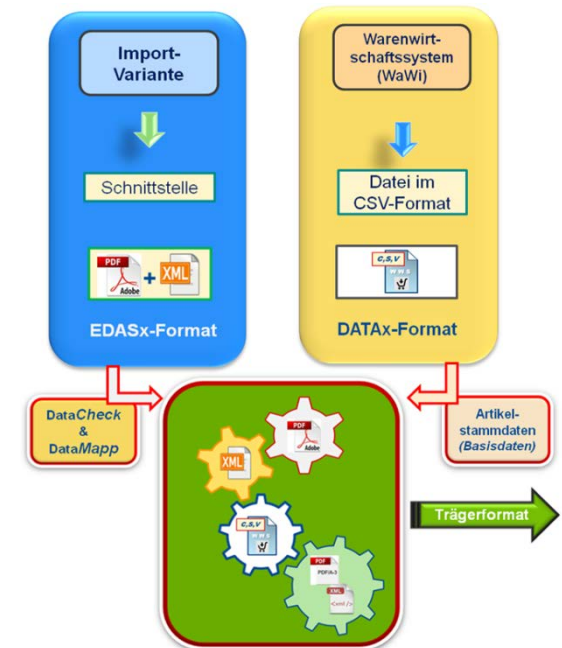 Import-
Variante
Schnittstelle
PDF
Adobe
+
XML
EDASx-Format
Warenwirt-
schaftssystem
(WaWi)
Datei im
CSV-Format
C,S,V
W W S
DATAx-Format
DataCheck
&
DataMapp
Artikel-
stammdaten
(Basisdaten)
PDF
Adobe
XML
C,S,V
W W S
PDF
PDF/A-3
XML
Trägerformat